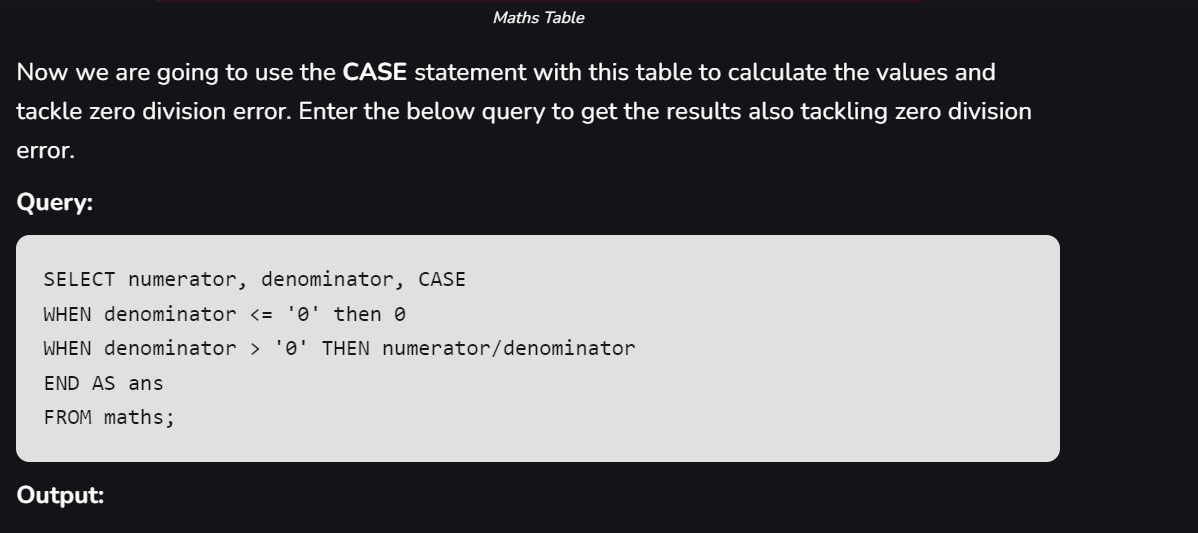 Maths Table
Now we are going to use the CASE statement with this table to calculate the values and
tackle zero division error. Enter the below query to get the results also tackling zero division
error.
Query:
SELECT numerator, denominator, CASE
WHEN denominator <= '0' then 0
WHEN denominator > '0' THEN numerator/denominator
END AS ans
FROM maths;
Output: